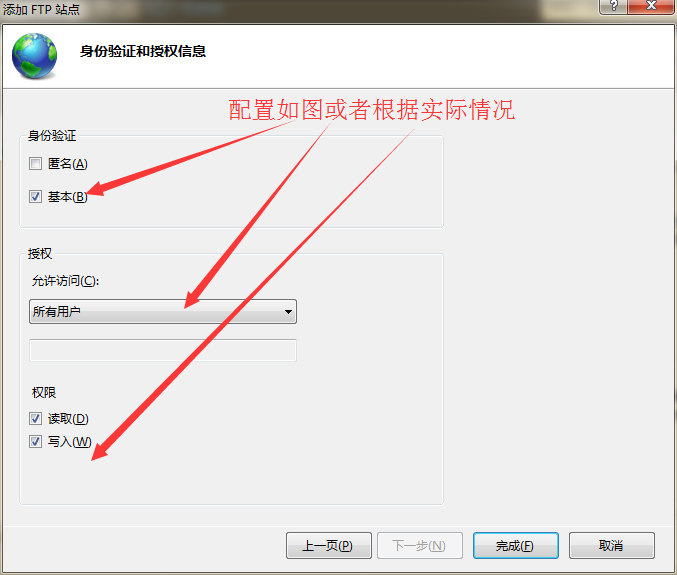 添加 FTP 站点
身份验证和授权信息
配置如图或者根据实际情况
身份验证
匿名(A)
基本(B)
授权
允许访问(C):
所有用户
权限
读取(D)
写入(W)
上一页(P)
下一步(N)
完成(F)
取消